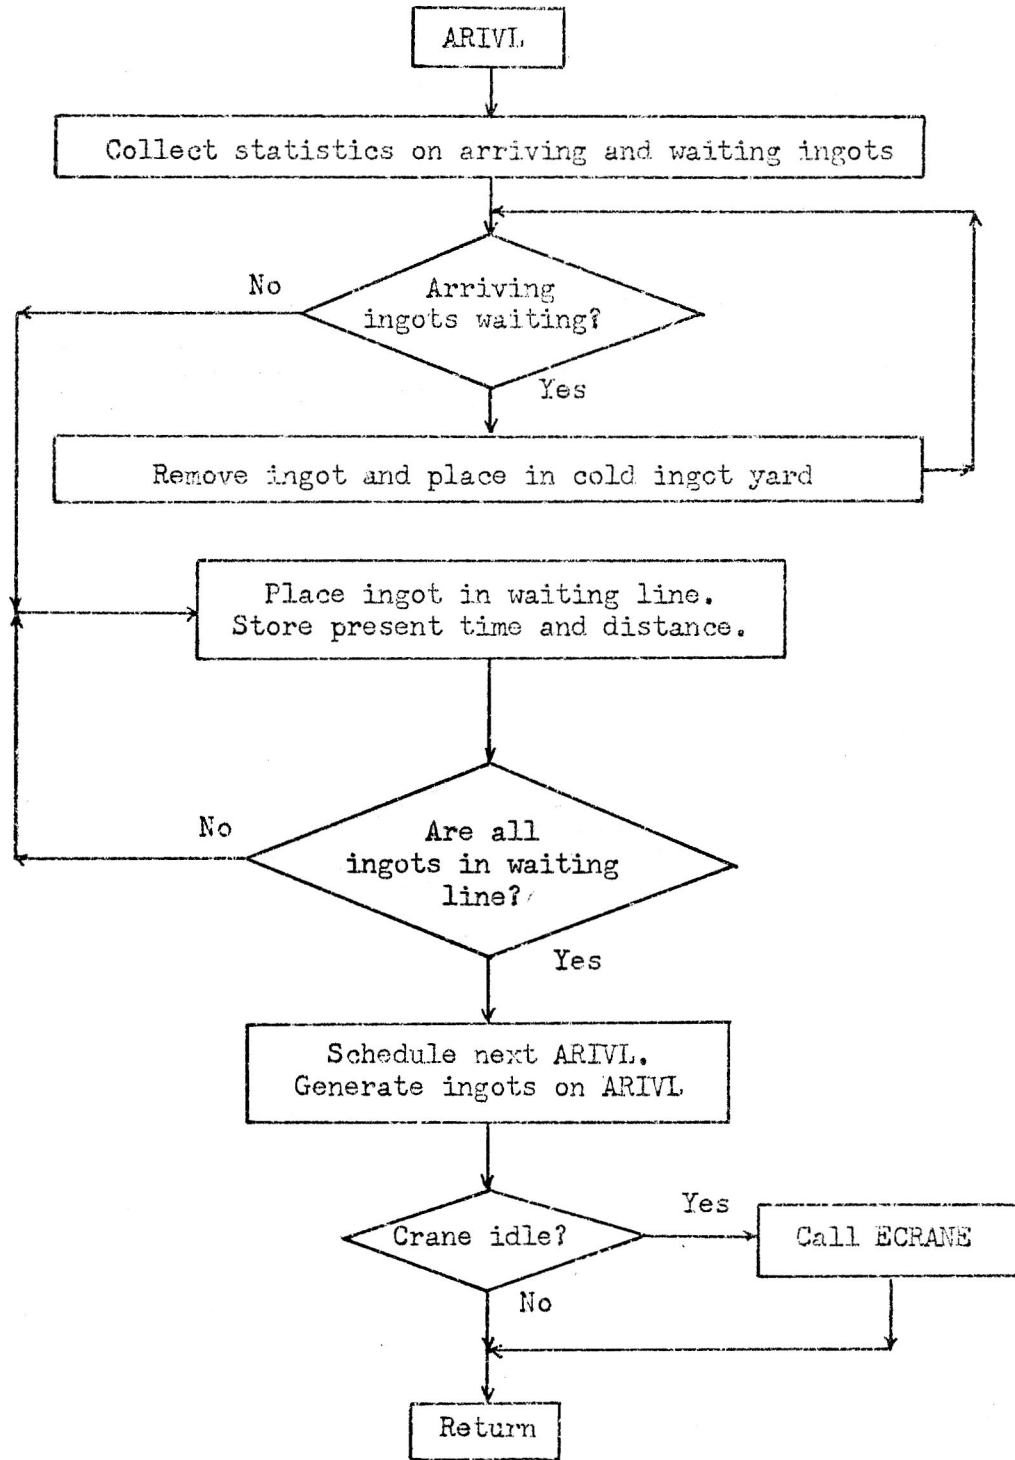 ARIVL
Collect statistics on arriving and waiting ingots
No
Arriving
ingots waiting?
Yes
Remove ingot and place in cold ingot yard
Place ingot in waiting line.
Store present time and distance.
No
Are all
ingots in waiting
line?
Yes
Schedule next ARIVL.
Generate ingots on ARIVL
Yes
Crane idle?
Call ECRANE
No
Return